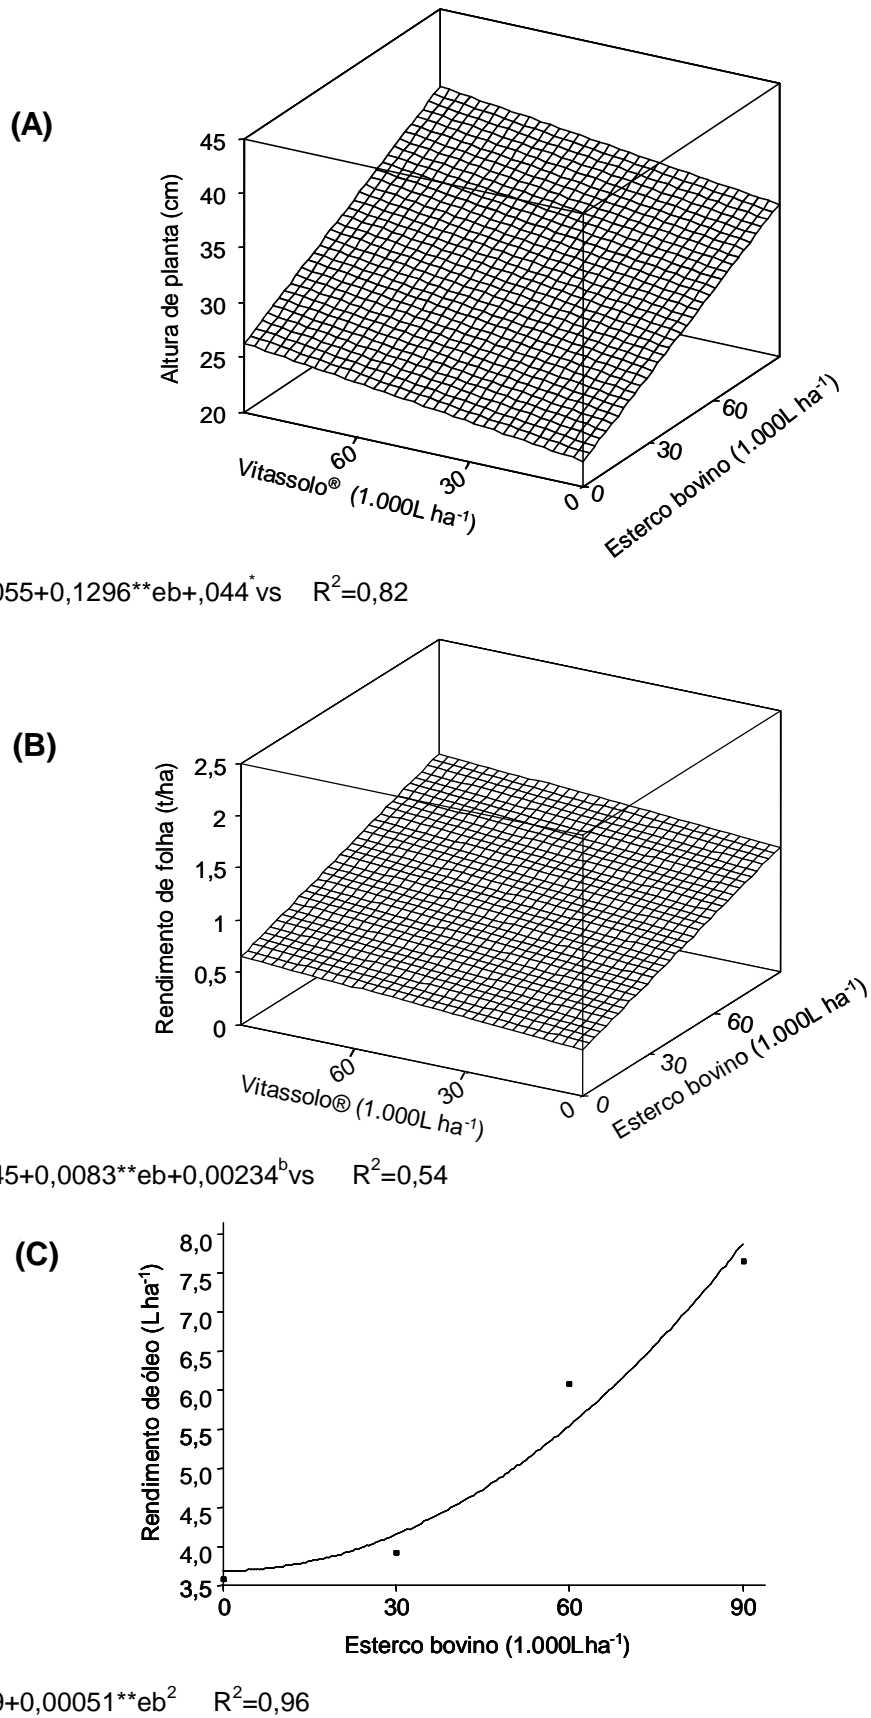 (A)
45
40
35
30
25
20
Altura de planta (cm)
60
30
0
Vitassolo® (1.000L ha⁻¹)
0
30
60
Esterco bovino (1.000L ha⁻¹)
055+0,1296**eb+,044*vs R²=0,82
(B)
2,5
2
1,5
1
0,5
0
Rendimento de folha (t/ha)
60
30
0
Vitassolo® (1.000L ha⁻¹)
0
30
60
Esterco bovino (1.000L ha⁻¹)
45+0,0083**eb+0,00234ᵇvs R²=0,54
(C)
8,0
7,5
7,0
6,5
6,0
5,5
5,0
4,5
4,0
3,5
Rendimento deóleo (Lha⁻¹)
0 30 60 90
Esterco bovino (1.000Lha⁻¹)
9+0,00051**eb² R²=0,96